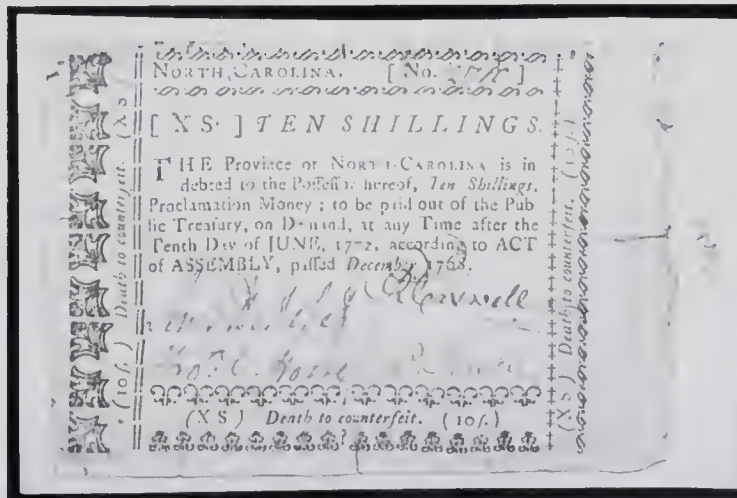 NORTH CAROLINA. [ No. ]
[ X S. ] TEN SHILLINGS.
THE Province of NORTH-CAROLINA is in
debted to the Poſſeſſor hereof, Ten Shillings,
Proclamation Money; to be paid out of the Pub
lic Treaſury, on Demand, at any Time after the
Tenth Day of JUNE, 1772, according to ACT
of ASSEMBLY, paſſed December 1768.
(X S) Death to counterfeit. (10ſ.)
(10ſ.) Death to counterfeit. (XS
(XS) Death to counterfeit. (10ſ.)